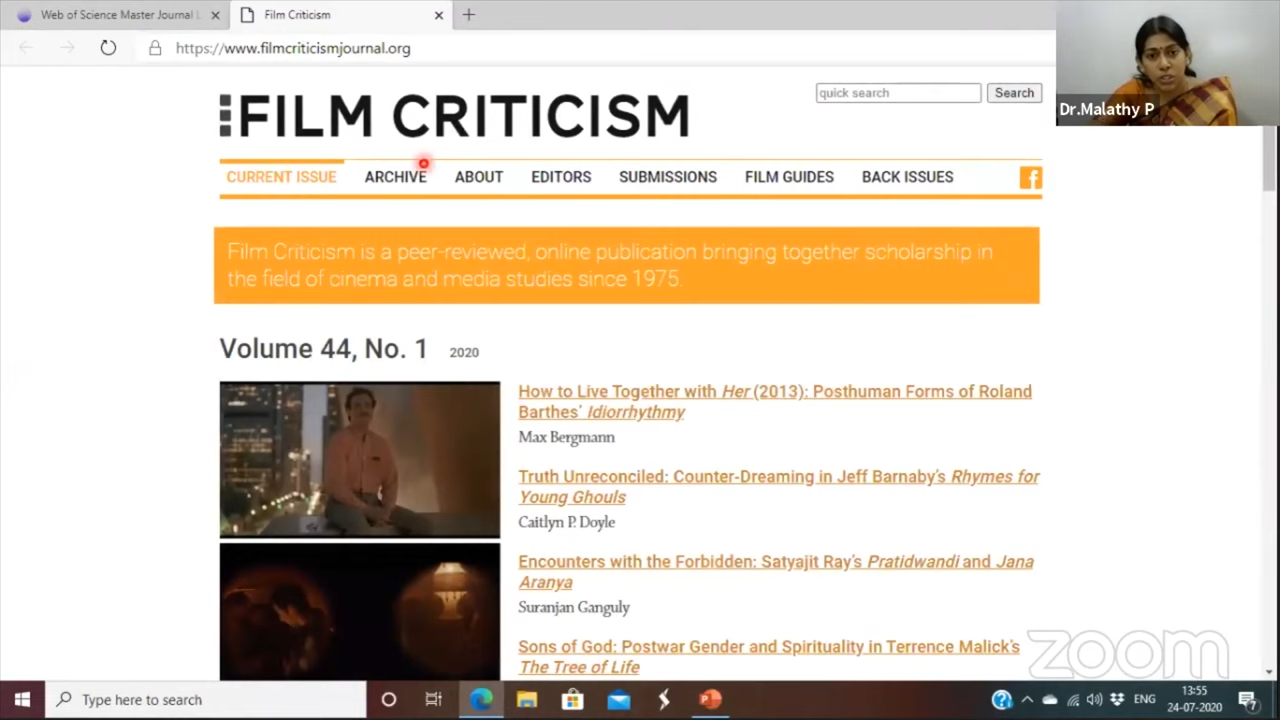 Web of Science Master Journal L
Film Criticism
https://www.filmcriticismjournal.org
Dr.Malathy P
quick search
Search
FILM CRITICISM
CURRENT ISSUE
ARCHIVE
ABOUT
EDITORS
SUBMISSIONS
FILM GUIDES
BACK ISSUES
f
Film Criticism is a peer-reviewed, online publication bringing together scholarship in
the field of cinema and media studies since 1975.
Volume 44, No. 1 2020
How to Live Together with Her (2013): Posthuman Forms of Roland
Barthes' Idiorrhythmy
Max Bergmann
Truth Unreconciled: Counter-Dreaming in Jeff Barnaby's Rhymes for
Young Ghouls
Caitlyn P. Doyle
Encounters with the Forbidden: Satyajit Ray's Pratidwandi and Jana
Aranya
Suranjan Ganguly
Sons of God: Postwar Gender and Spirituality in Terrence Malick's
The Tree of Life
zoom
Type here to search
ENG
13:55
24-07-2020
7